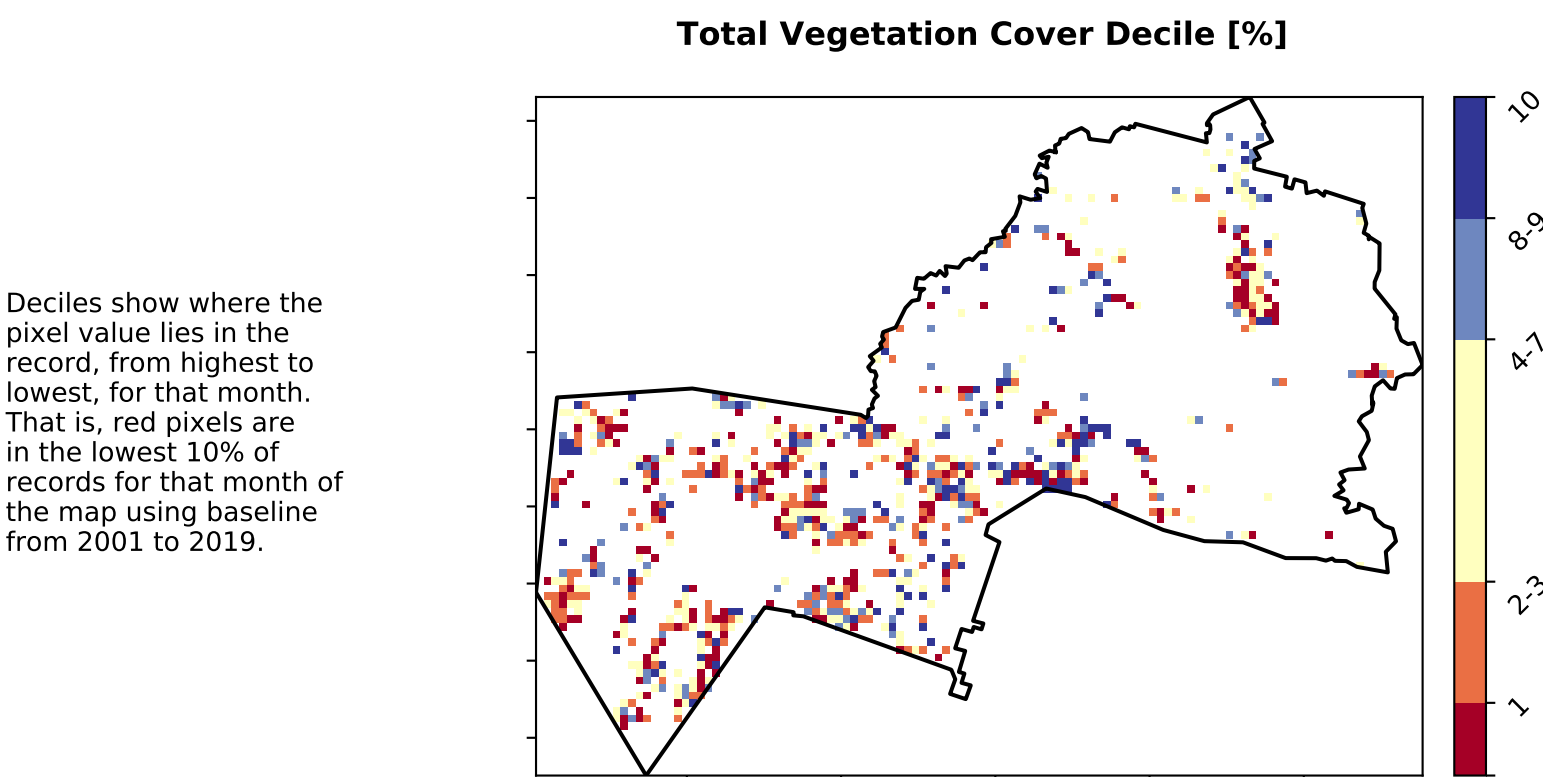 Total Vegetation Cover Decile [%]
Deciles show where the
pixel value lies in the
record, from highest to
lowest, for that month.
That is, red pixels are
in the lowest 10% of
records for that month of
the map using baseline
from 2001 to 2019.
10
8-9
4-7
2-3
1